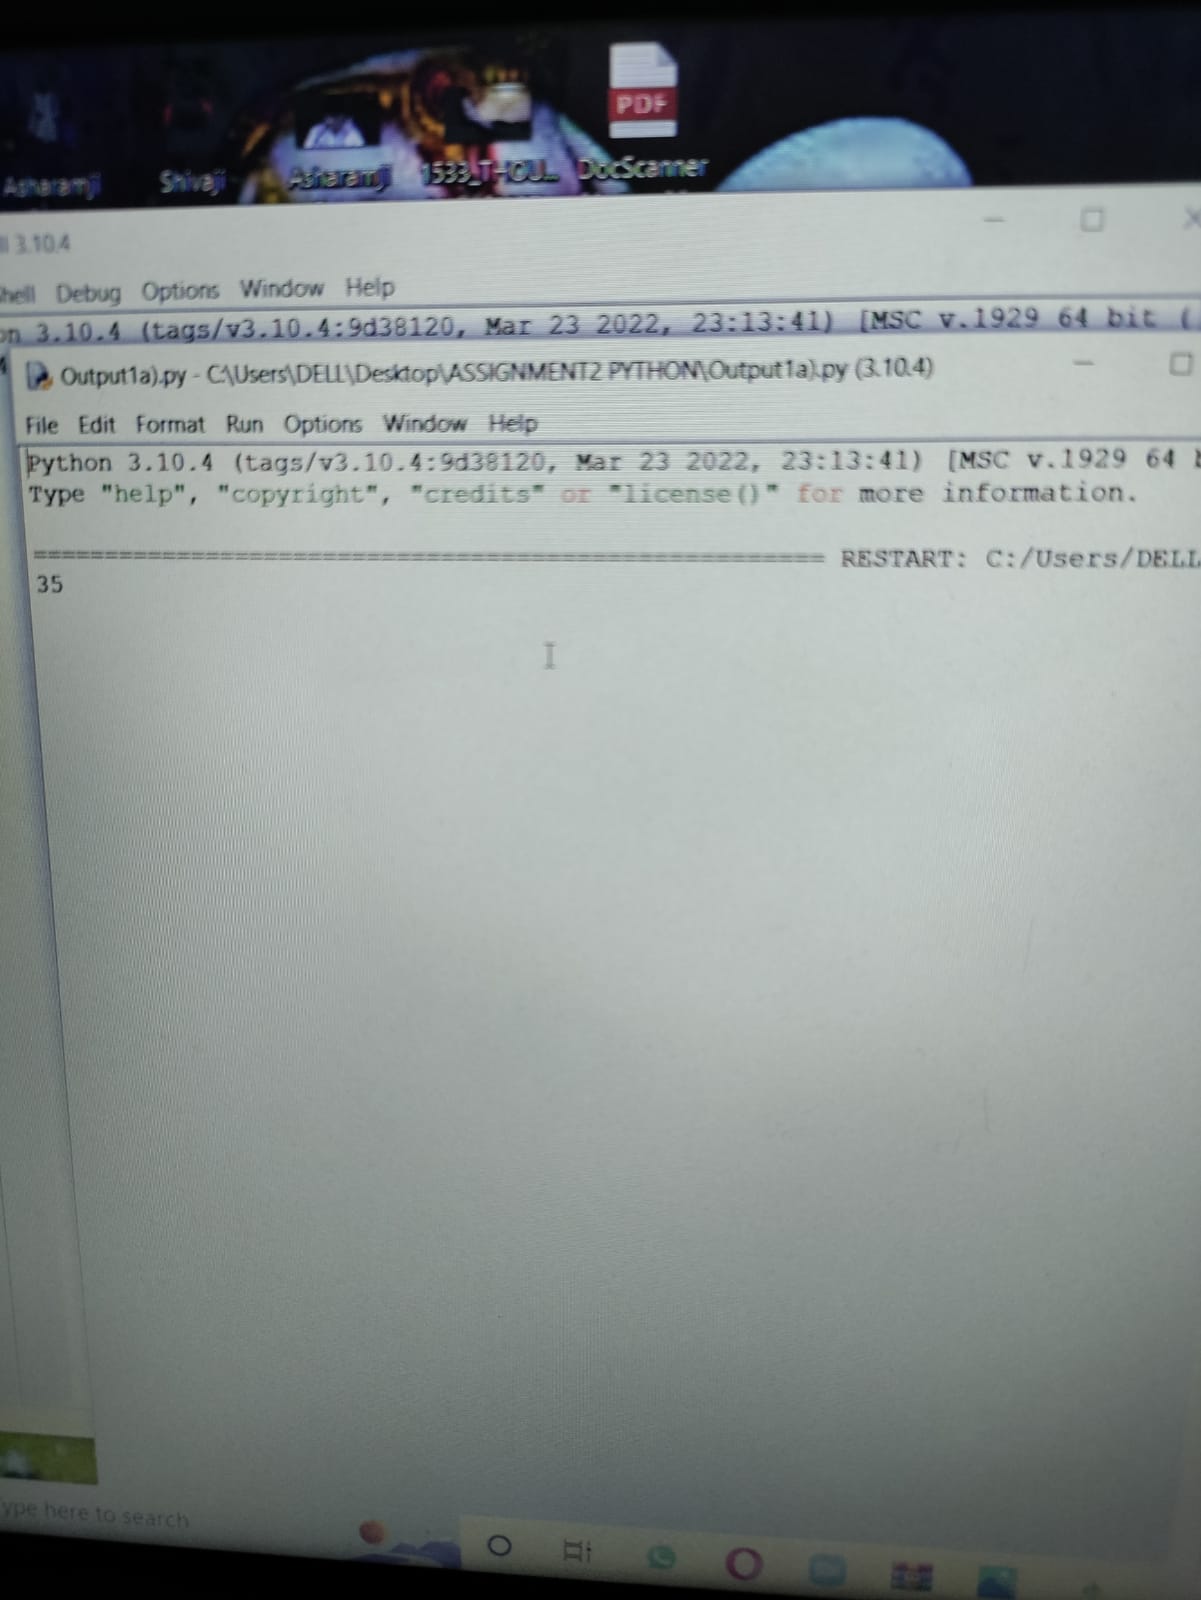 Asharamji
Shivaji
Asharamji
1533_THOU...
DocScanner
PDF
3.10.4
Debug Options Window Help
3.10.4 (tags/v3.10.4:9d38120, Mar 23 2022, 23:13:41) [MSC v.1929 64 bit (
Output1a).py - C:\Users\DELL\Desktop\ASSIGNMENT2 PYTHON\Output1a).py (3.10.4)
File Edit Format Run Options Window Help
Python 3.10.4 (tags/v3.10.4:9d38120, Mar 23 2022, 23:13:41) [MSC v.1929 64 b
Type "help", "copyright", "credits" or "license()" for more information.
======================================================= RESTART: C:/Users/DELL
35
ype here to search